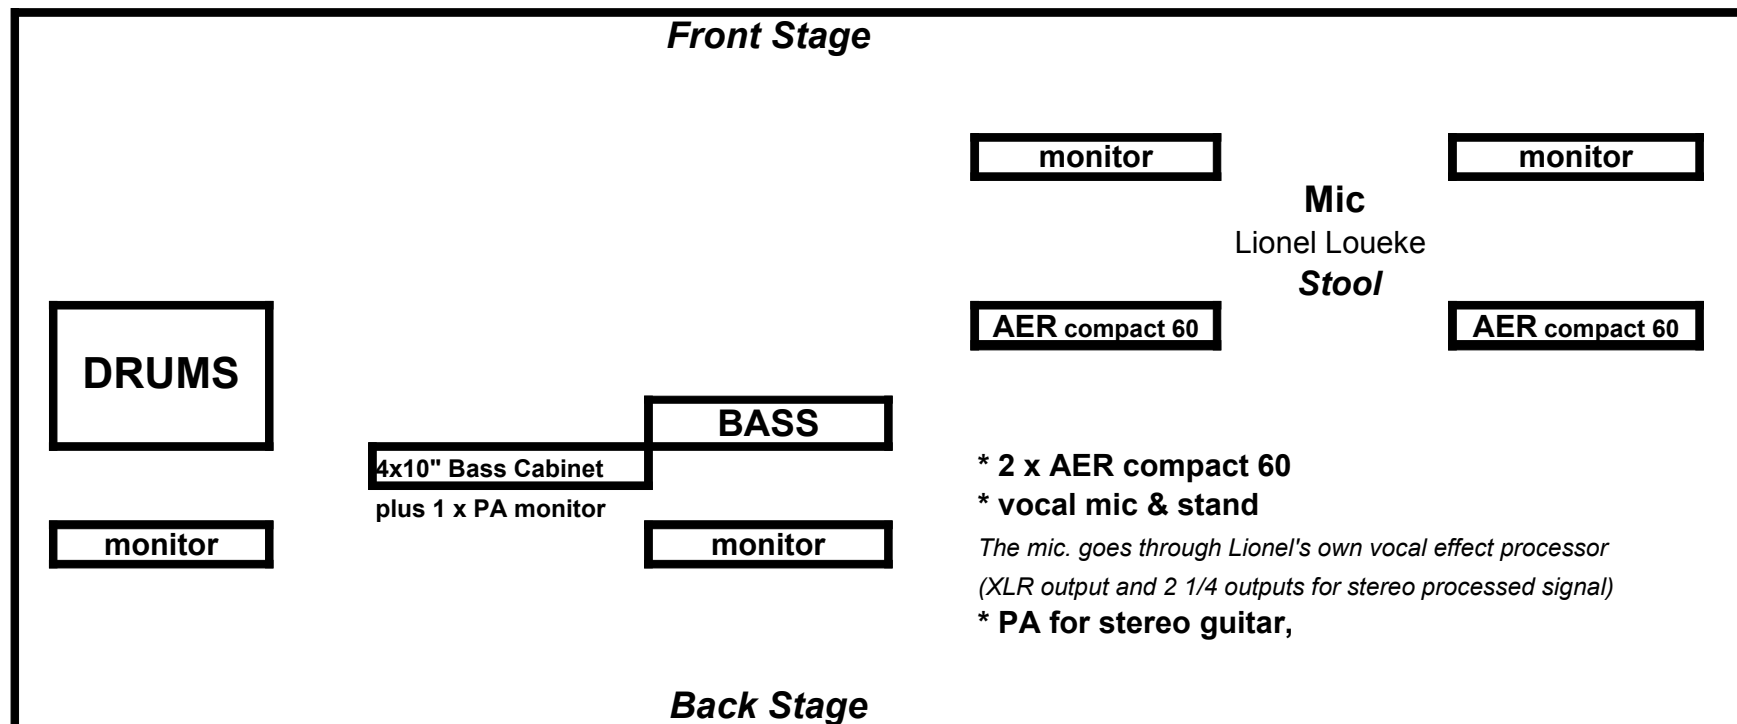 Front Stage
monitor
monitor
Mic
Lionel Loueke
Stool
AER compact 60
AER compact 60
DRUMS
BASS
4x10" Bass Cabinet
plus 1 x PA monitor
monitor
monitor
* 2 x AER compact 60
* vocal mic & stand
The mic. goes through Lionel's own vocal effect processor
(XLR output and 2 1/4 outputs for stereo processed signal)
* PA for stereo guitar,
Back Stage